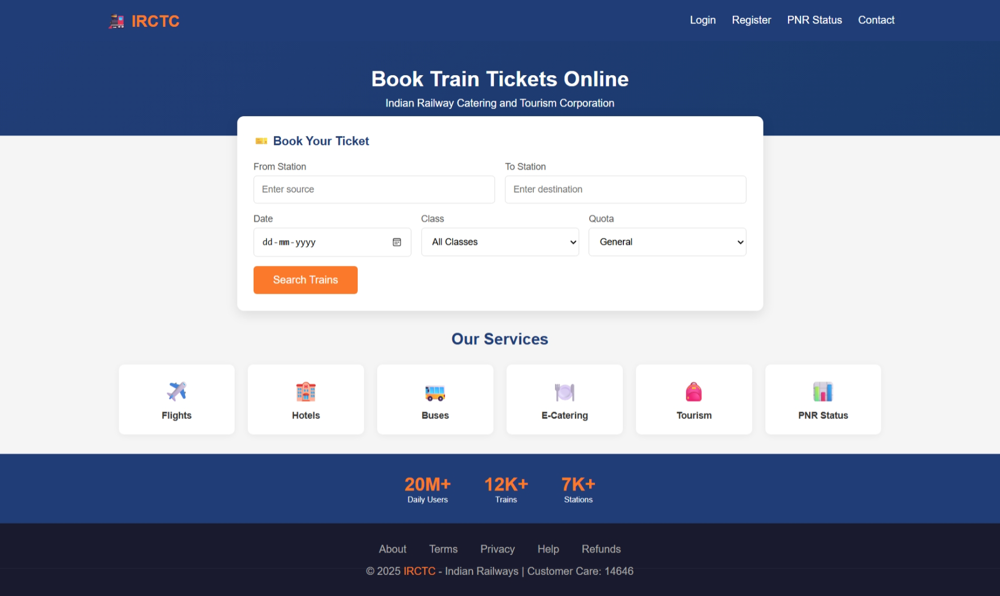 IRCTC
Login Register PNR Status Contact
Book Train Tickets Online
Indian Railway Catering and Tourism Corporation
Book Your Ticket
From Station To Station
Enter source Enter destination
Date Class Quota
dd-mm-yyyy All Classes General
Search Trains
Our Services
Flights Hotels Buses E-Catering Tourism PNR Status
20M+ 12K+ 7K+
Daily Users Trains Stations
About Terms Privacy Help Refunds
© 2025 IRCTC - Indian Railways | Customer Care: 14646